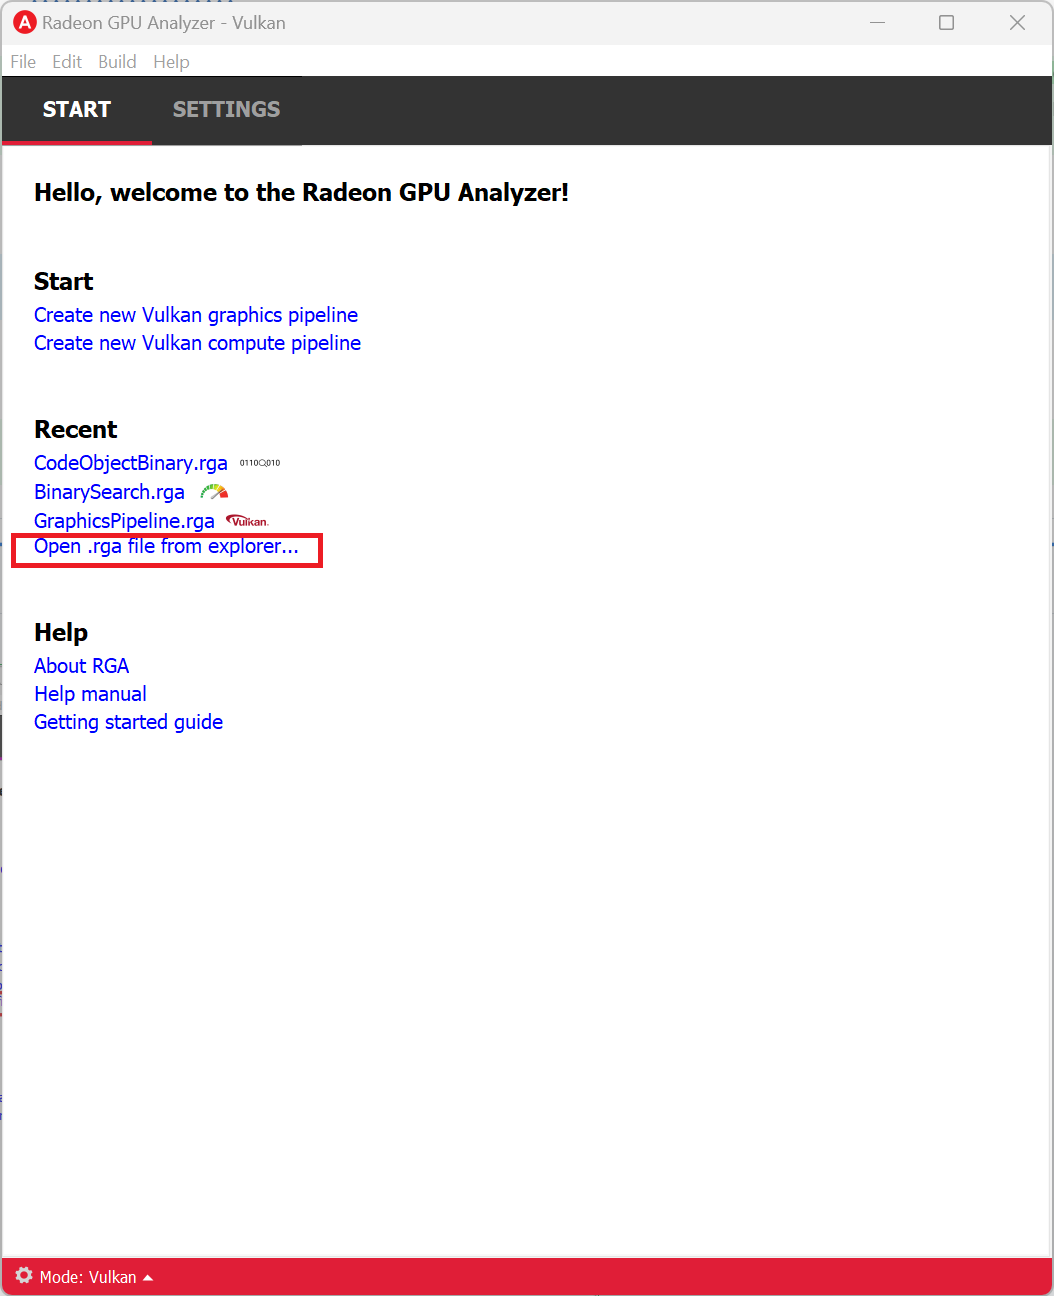 Radeon GPU Analyzer - Vulkan
File Edit Build Help
START SETTINGS
Hello, welcome to the Radeon GPU Analyzer!
Start
Create new Vulkan graphics pipeline
Create new Vulkan compute pipeline
Recent
CodeObjectBinary.rga 0110Q010
BinarySearch.rga
GraphicsPipeline.rga Vulkan.
Open .rga file from explorer...
Help
About RGA
Help manual
Getting started guide
Mode: Vulkan